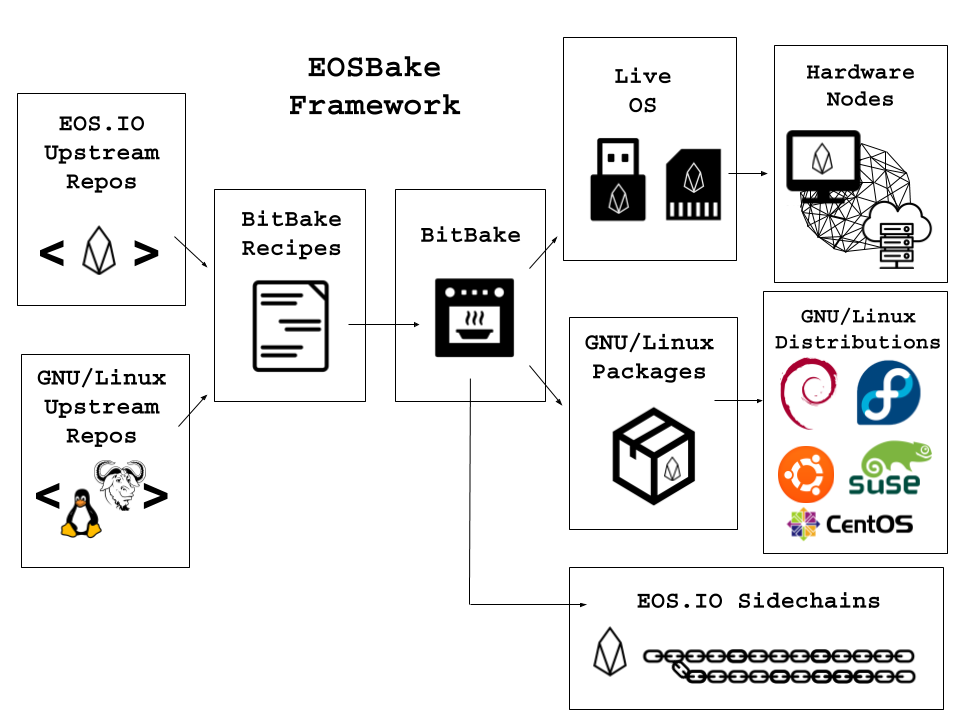 EOSBake
Framework
EOS.IO
Upstream
Repos
< >
GNU/Linux
Upstream
Repos
< >
BitBake
Recipes
BitBake
Live
OS
Hardware
Nodes
GNU/Linux
Packages
GNU/Linux
Distributions
SUSE
CentOS
EOS.IO Sidechains